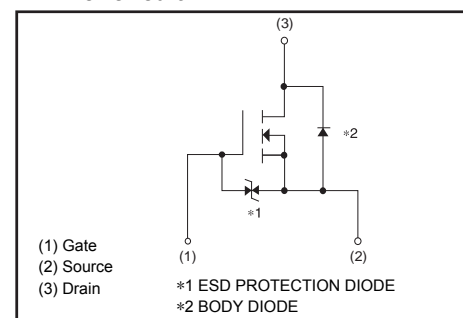 (3)
∗2
∗1
(1) Gate
(2) Source
(3) Drain
(1)
(2)
∗1 ESD PROTECTION DIODE
∗2 BODY DIODE